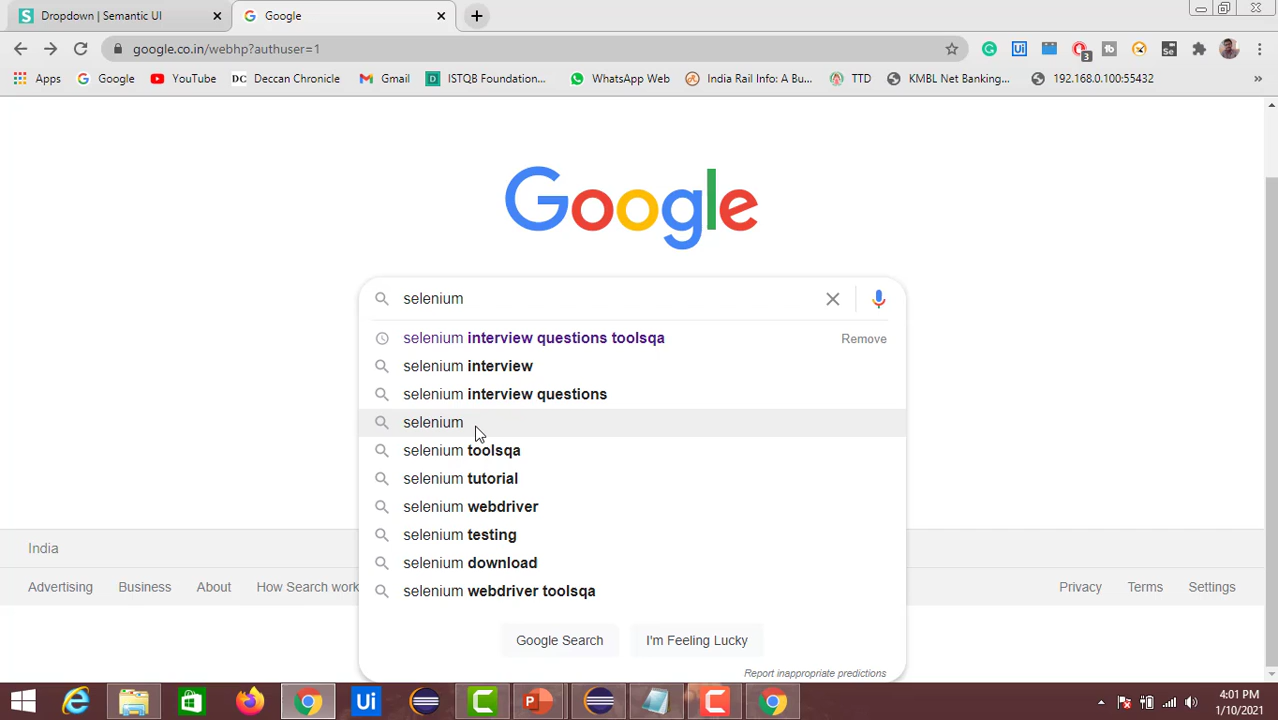 Dropdown | Semantic UI
Google
google.co.in/webhp?authuser=1
Apps Google YouTube DC Deccan Chronicle Gmail ISTQB Foundation... WhatsApp Web India Rail Info: A Bu... TTD KMBL Net Banking... 192.168.0.100:55432 »
Google
selenium
selenium interview questions toolsqa Remove
selenium interview
selenium interview questions
selenium
selenium toolsqa
selenium tutorial
selenium webdriver
selenium testing
selenium download
selenium webdriver toolsqa
Google Search I'm Feeling Lucky
Report inappropriate predictions
India
Advertising Business About How Search work Privacy Terms Settings
4:01 PM
1/10/2021